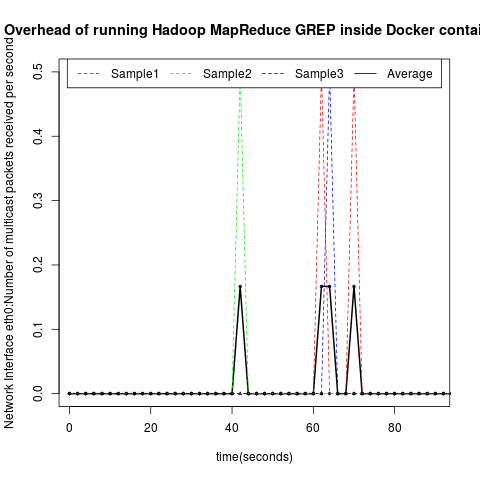 Overhead of running Hadoop MapReduce GREP inside Docker contai
Network Interface eth0:Number of multicast packets received per second
Sample1 Sample2 Sample3 Average
0.5
0.4
0.3
0.2
0.1
0.0
0 20 40 60 80
time(seconds)